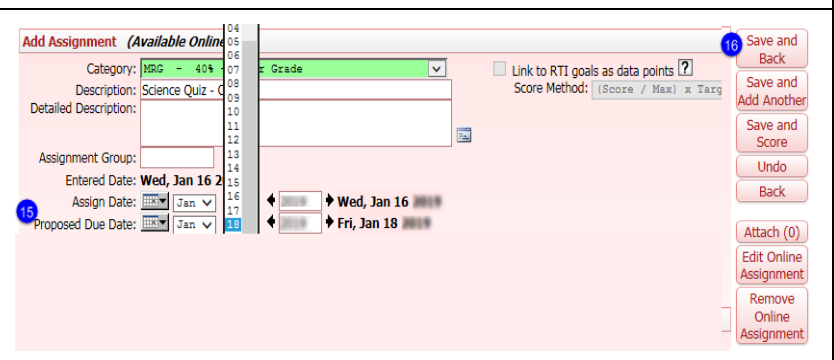 Add Assignment (Available Online
Category: MRG - 40% - r Grade
Description: Science Quiz - C
Detailed Description:
Assignment Group:
Entered Date: Wed, Jan 16 2
Assign Date: Jan Wed, Jan 16
15
Proposed Due Date: Jan Fri, Jan 18
04
05
06
07
08
09
10
11
12
13
14
15
16
17
18
Link to RTI goals as data points ?
Score Method: (Score / Max) x Targ
16
Save and
Back
Save and
Add Another
Save and
Score
Undo
Back
Attach (0)
Edit Online
Assignment
Remove
Online
Assignment